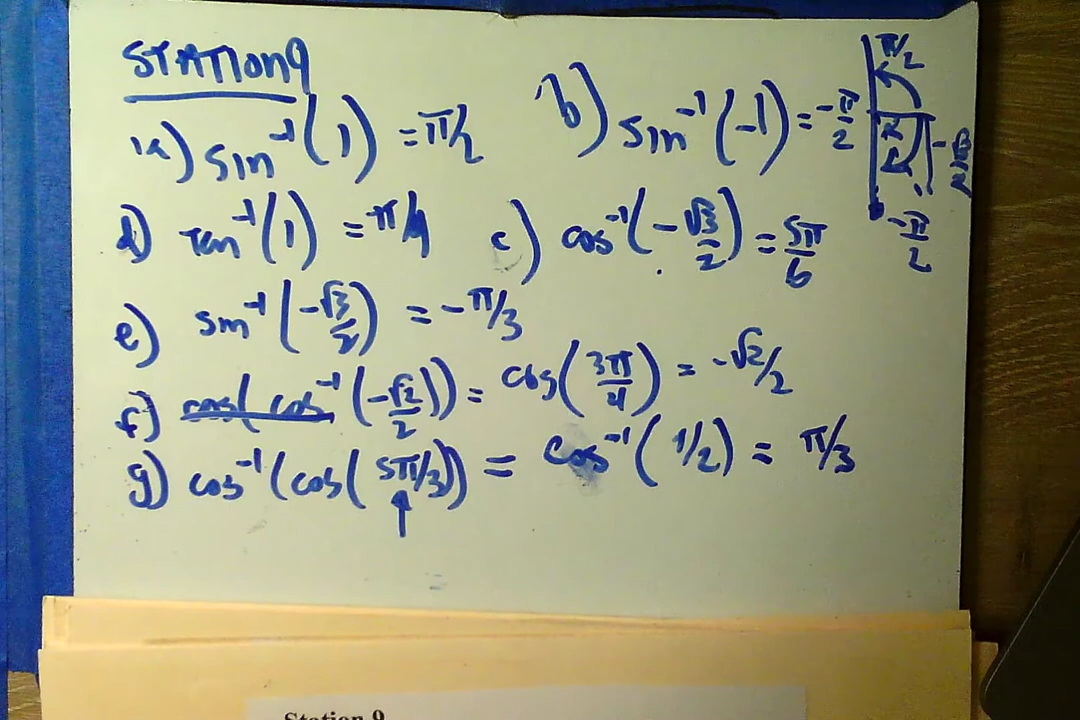 STATION 9
a) sin⁻¹(1) = π/2 b) sin⁻¹(-1) = -π/2
π/2
-π/2
d) tan⁻¹(1) = π/4 c) cos⁻¹(-√3/2) = 5π/6
e) sin⁻¹(-√3/2) = -π/3
f) cos(cos⁻¹(-√2/2)) = cos(3π/4) = -√2/2
g) cos⁻¹(cos(5π/3)) = cos⁻¹(1/2) = π/3
Station 9